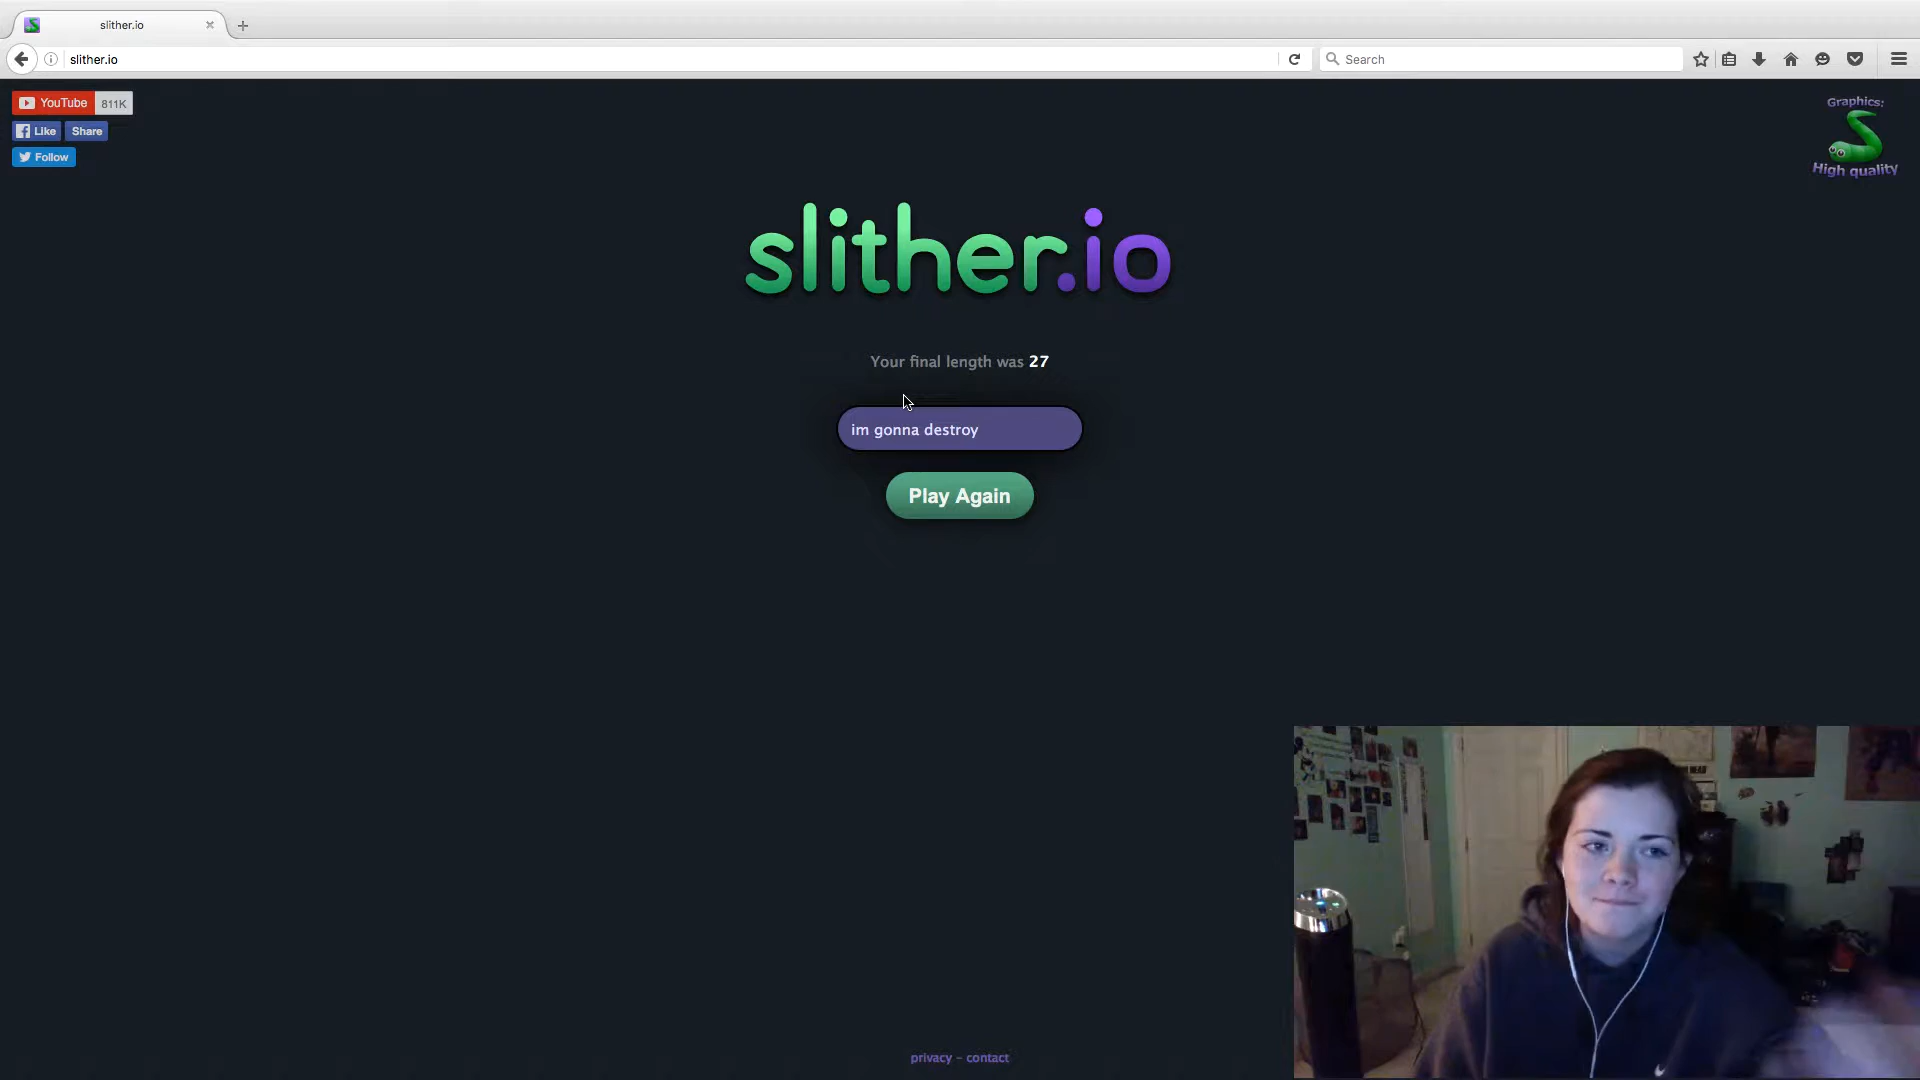 slither.io
slither.io
Search
YouTube 811K
Like Share
Follow
Graphics:
High quality
slither.io
Your final length was 27
im gonna destroy
Play Again
privacy - contact